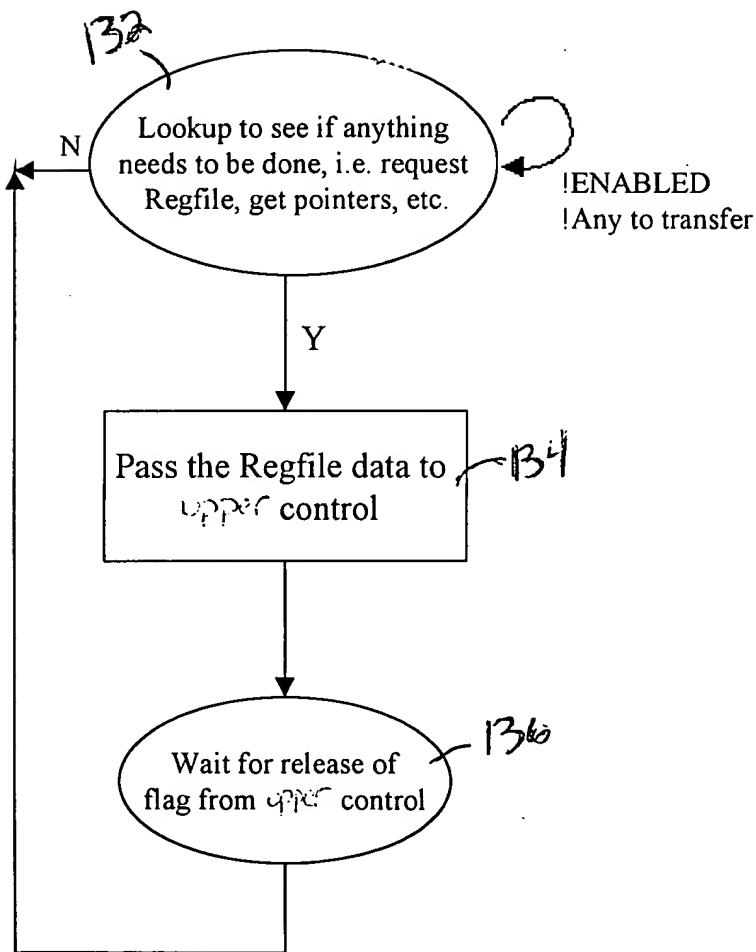 132
Lookup to see if anything
needs to be done, i.e. request
Regfile, get pointers, etc.
N
!ENABLED
!Any to transfer
Y
Pass the Regfile data to
upper control
134
Wait for release of
flag from upper control
136